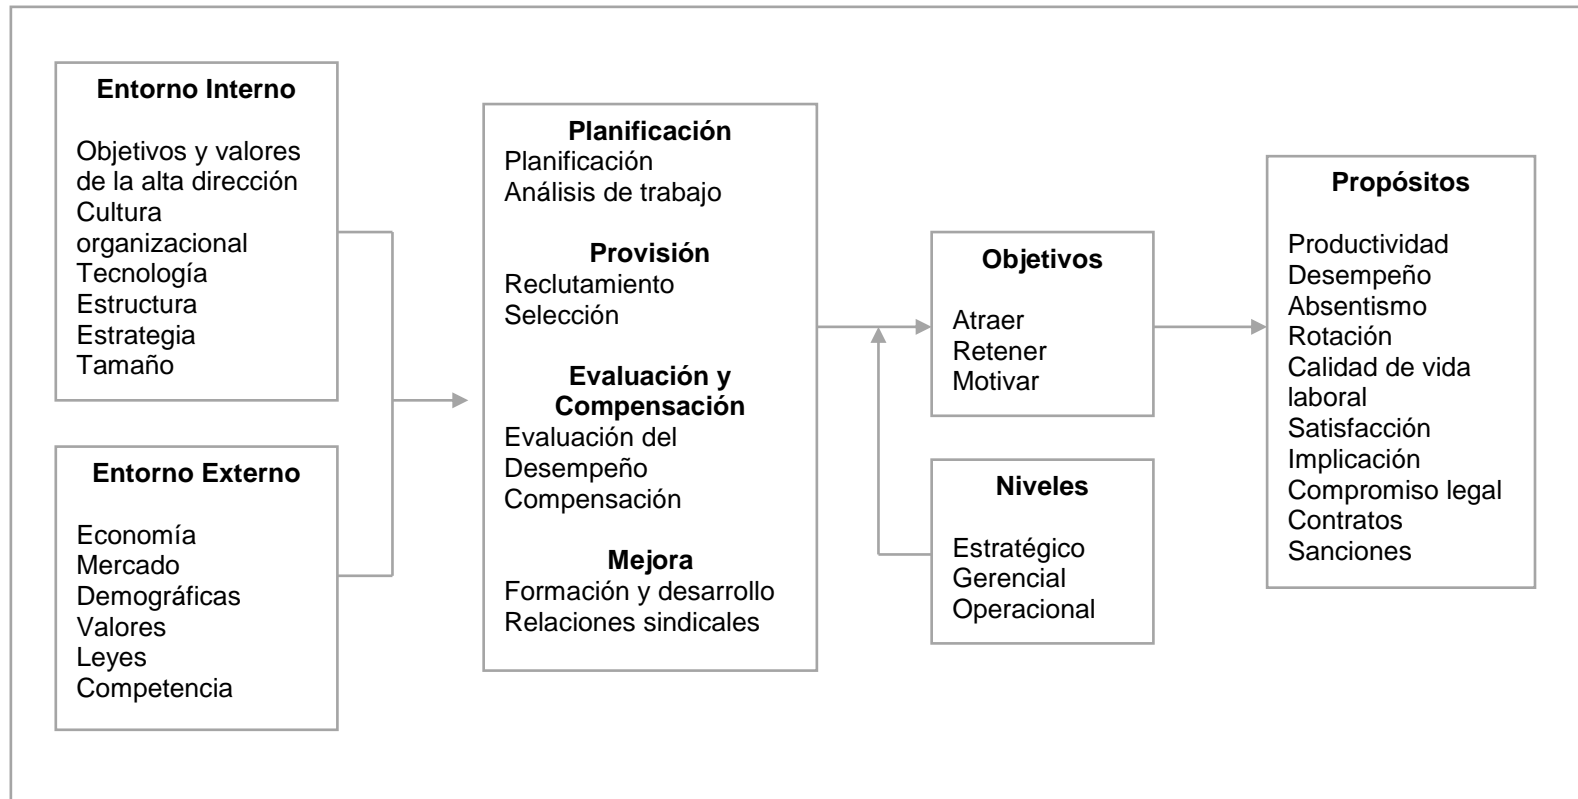 Entorno Interno
Objetivos y valores
de la alta dirección
Cultura
organizacional
Tecnología
Estructura
Estrategia
Tamaño
Entorno Externo
Economía
Mercado
Demográficas
Valores
Leyes
Competencia
Planificación
Planificación
Análisis de trabajo
Provisión
Reclutamiento
Selección
Evaluación y
Compensación
Evaluación del
Desempeño
Compensación
Mejora
Formación y desarrollo
Relaciones sindicales
Objetivos
Atraer
Retener
Motivar
Niveles
Estratégico
Gerencial
Operacional
Propósitos
Productividad
Desempeño
Absentismo
Rotación
Calidad de vida
laboral
Satisfacción
Implicación
Compromiso legal
Contratos
Sanciones